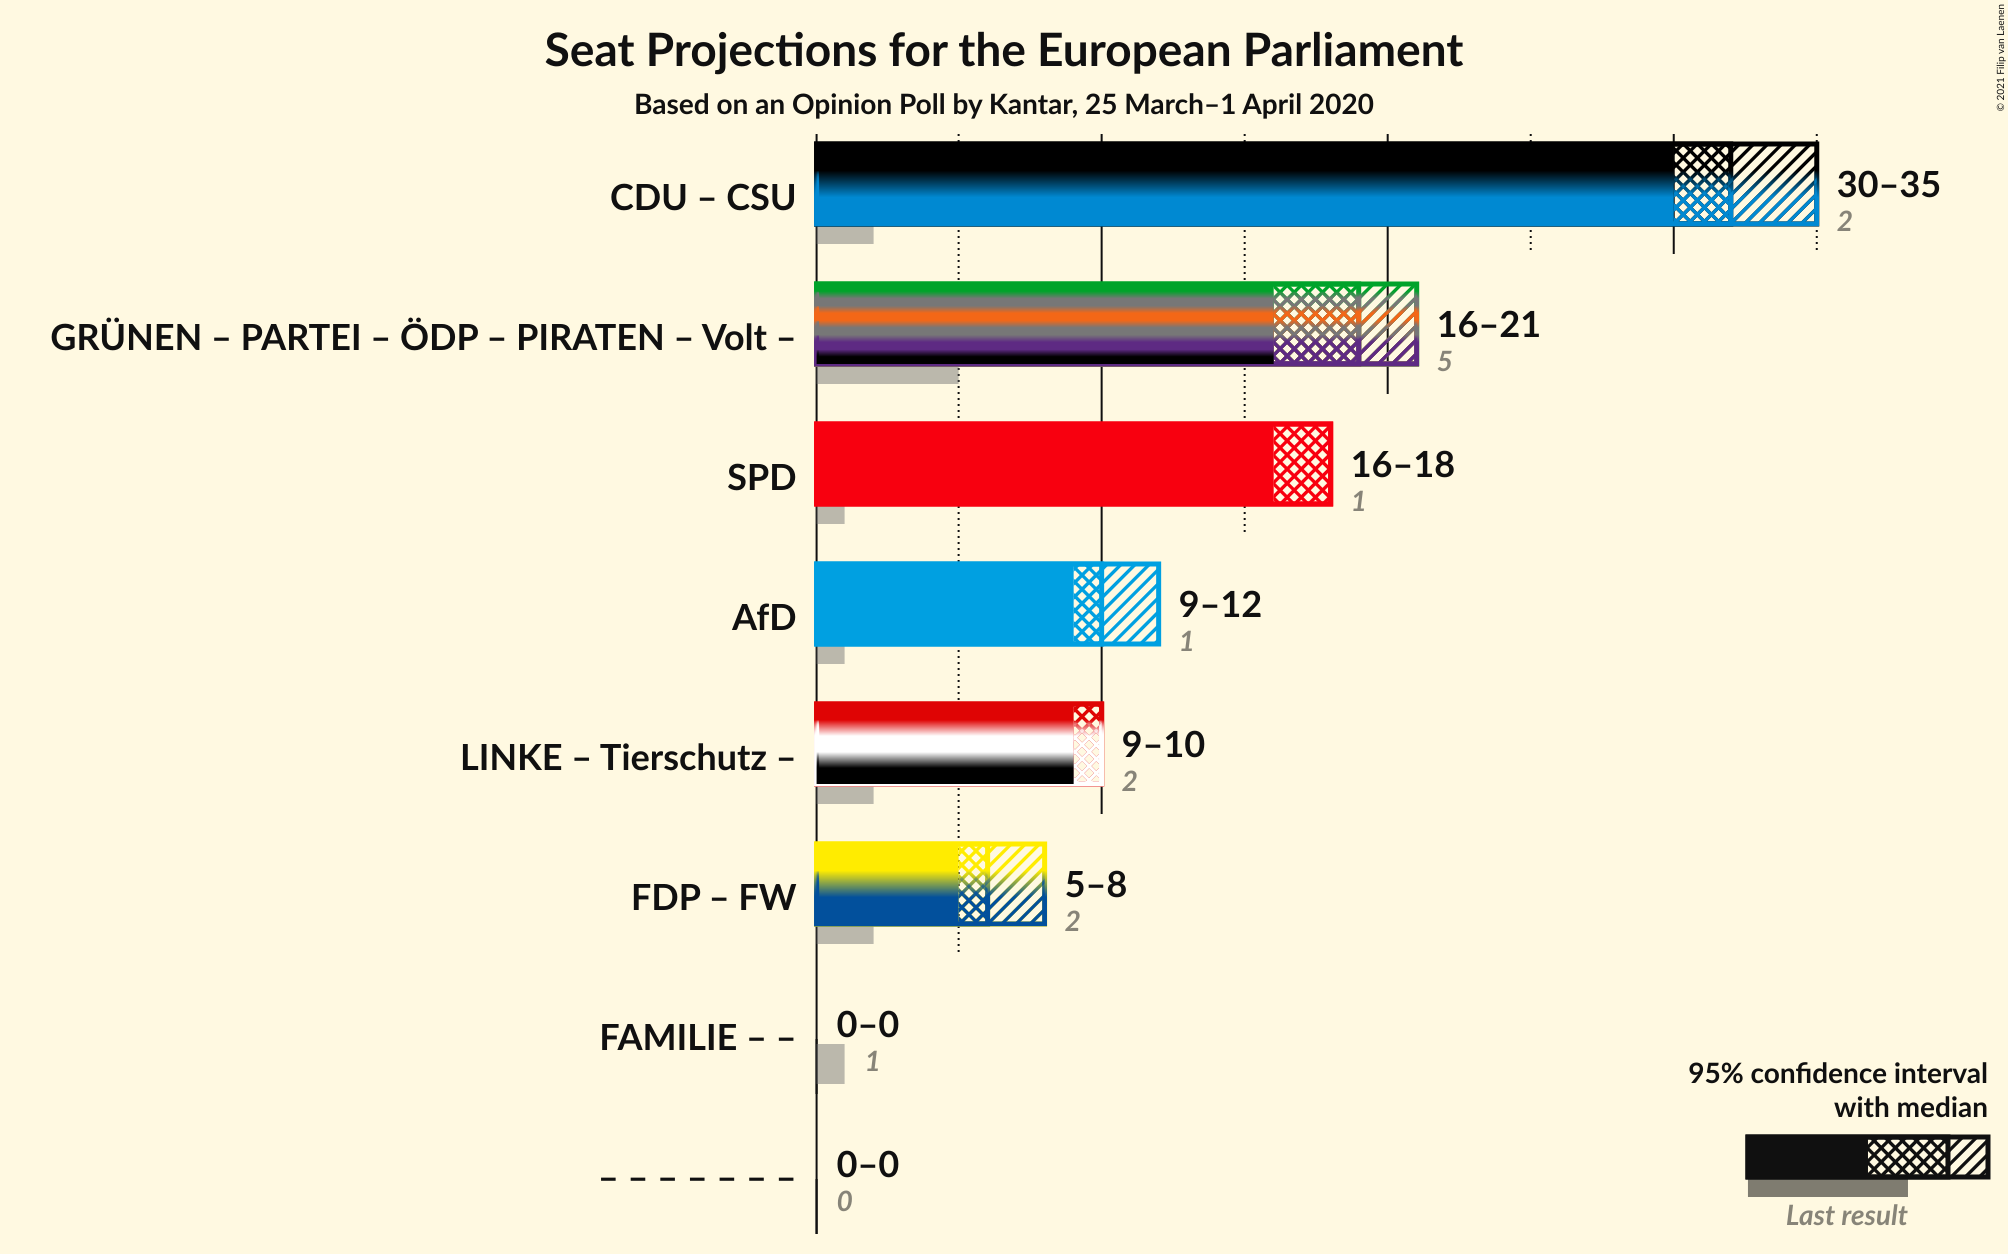 Seat Projections for the European Parliament
Based on an Opinion Poll by Kantar, 25 March–1 April 2020
© 2021 Filip van Laenen
CDU – CSU
30–35
2
GRÜNEN – PARTEI – ÖDP – PIRATEN – Volt –
16–21
5
SPD
16–18
1
AfD
9–12
1
LINKE – Tierschutz –
9–10
2
FDP – FW
5–8
2
FAMILIE – –
0–0
1
– – – – – – –
0–0
0
95% confidence interval
with median
Last result